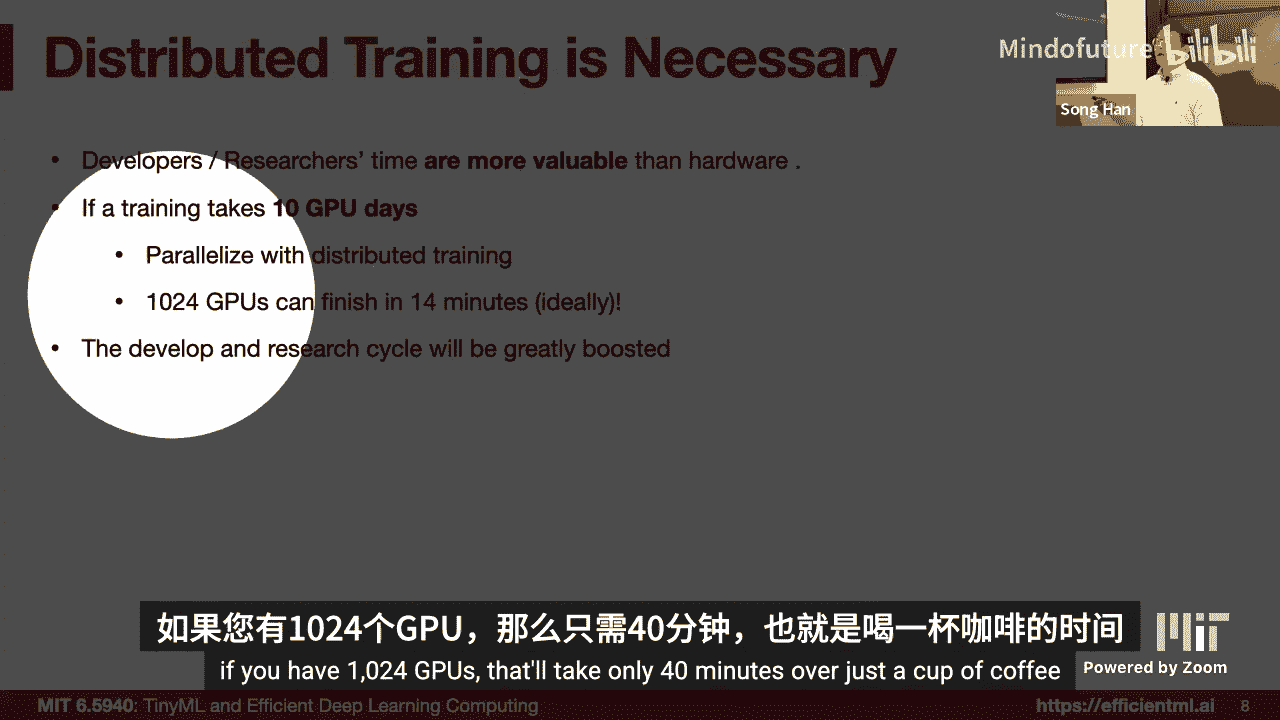 Distributed Training is Necessary
Mindofuture bilibili
Song Han
• Developers / Researchers' time are more valuable than hardware .
• If a training takes 10 GPU days
• Parallelize with distributed training
• 1024 GPUs can finish in 14 minutes (ideally)!
• The develop and research cycle will be greatly boosted
如果您有1024个GPU，那么只需40分钟，也就是喝一杯咖啡的时间
if you have 1,024 GPUs, that'll take only 40 minutes over just a cup of coffee
MIT
Powered by Zoom
MIT 6.5940: TinyML and Efficient Deep Learning Computing
https://efficientml.ai
8